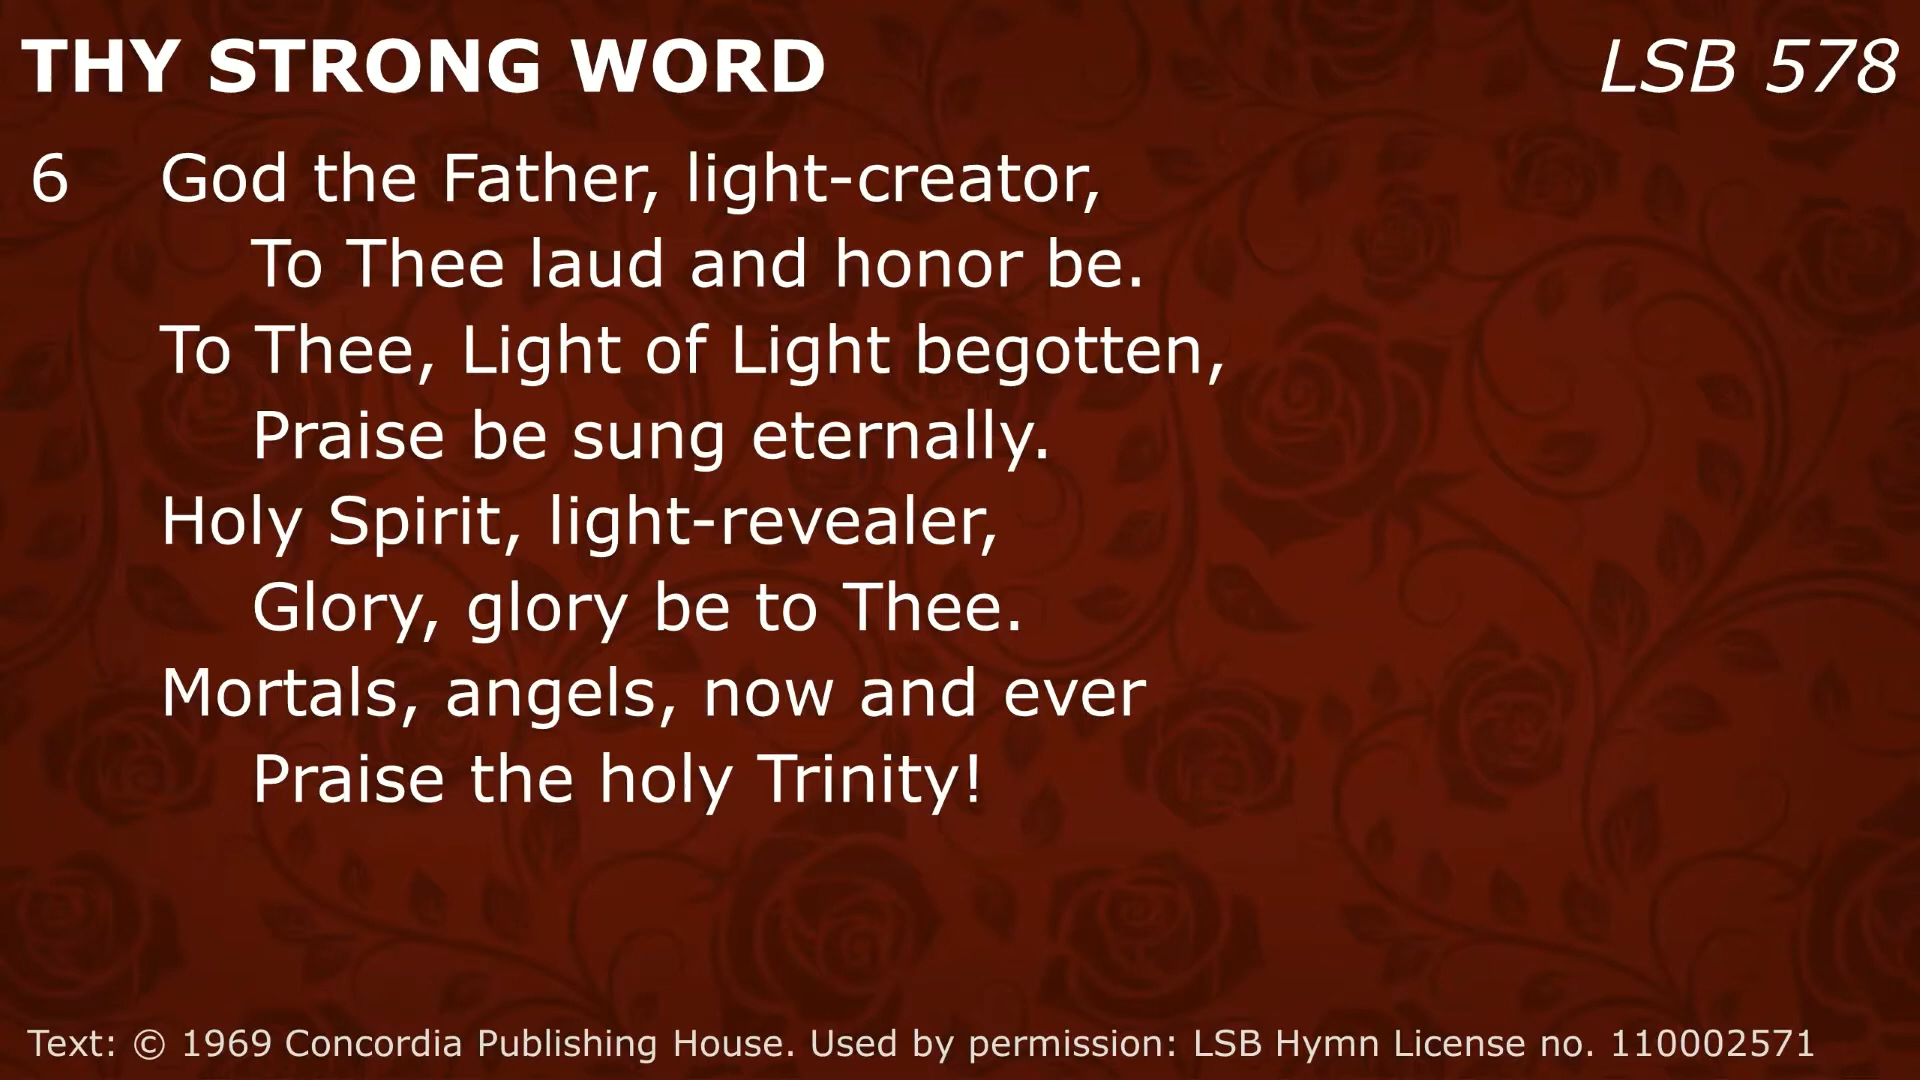 THY STRONG WORD LSB 578
6 God the Father, light-creator,
To Thee laud and honor be.
To Thee, Light of Light begotten,
Praise be sung eternally.
Holy Spirit, light-revealer,
Glory, glory be to Thee.
Mortals, angels, now and ever
Praise the holy Trinity!
Text: © 1969 Concordia Publishing House. Used by permission: LSB Hymn License no. 110002571